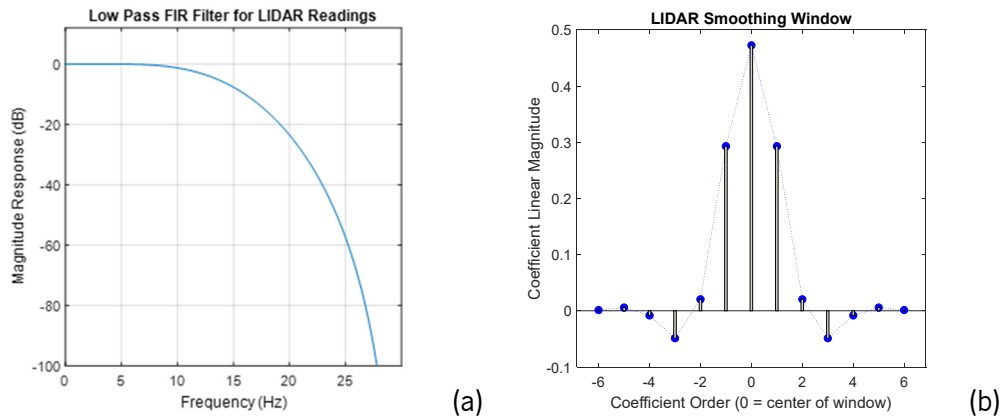 Low Pass FIR Filter for LIDAR Readings
0
-20
-40
-60
-80
-100
Magnitude Response (dB)
0 5 10 15 20 25
Frequency (Hz)
(a)
LIDAR Smoothing Window
0.5
0.4
0.3
0.2
0.1
0
-0.1
Coefficient Linear Magnitude
-6 -4 -2 0 2 4 6
Coefficient Order (0 = center of window)
(b)